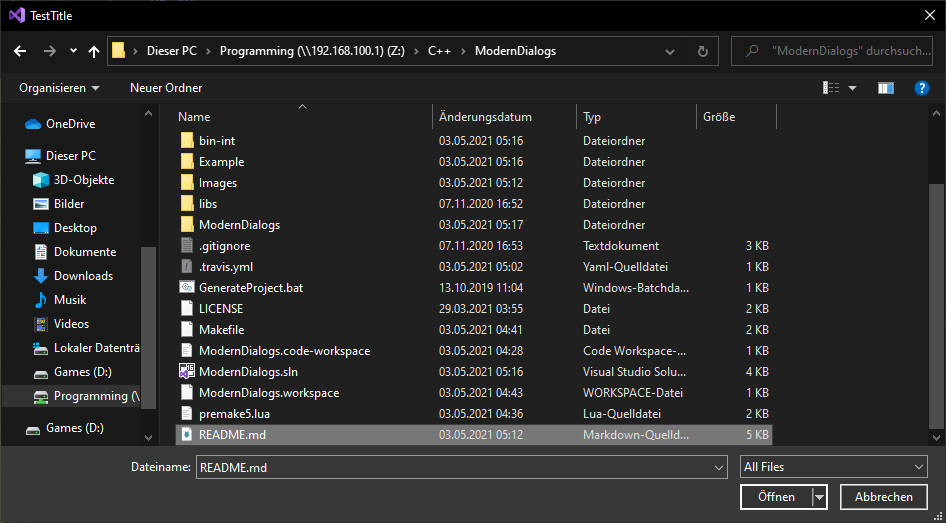 TestTitle
Dieser PC > Programming (\\192.168.100.1) (Z:) > C++ > ModernDialogs
"ModernDialogs" durchsuch...
Organisieren Neuer Ordner
Name Änderungsdatum Typ Größe
OneDrive
Dieser PC
3D-Objekte
Bilder
Desktop
Dokumente
Downloads
Musik
Videos
Lokaler Datenträ
Games (D:)
Programming (\
Games (D:)
bin-int 03.05.2021 05:16 Dateiordner
Example 03.05.2021 05:16 Dateiordner
Images 03.05.2021 05:12 Dateiordner
libs 07.11.2020 16:52 Dateiordner
ModernDialogs 03.05.2021 05:17 Dateiordner
.gitignore 07.11.2020 16:53 Textdokument 3 KB
.travis.yml 03.05.2021 05:02 Yaml-Quelldatei 1 KB
GenerateProject.bat 13.10.2019 11:04 Windows-Batchda... 1 KB
LICENSE 29.03.2021 03:55 Datei 2 KB
Makefile 03.05.2021 04:41 Datei 2 KB
ModernDialogs.code-workspace 03.05.2021 04:28 Code Workspace-... 1 KB
ModernDialogs.sln 03.05.2021 05:16 Visual Studio Solu... 4 KB
ModernDialogs.workspace 03.05.2021 04:43 WORKSPACE-Datei 1 KB
premake5.lua 03.05.2021 04:36 Lua-Quelldatei 2 KB
README.md 03.05.2021 05:12 Markdown-Quelld... 5 KB
Dateiname: README.md All Files
Öffnen Abbrechen